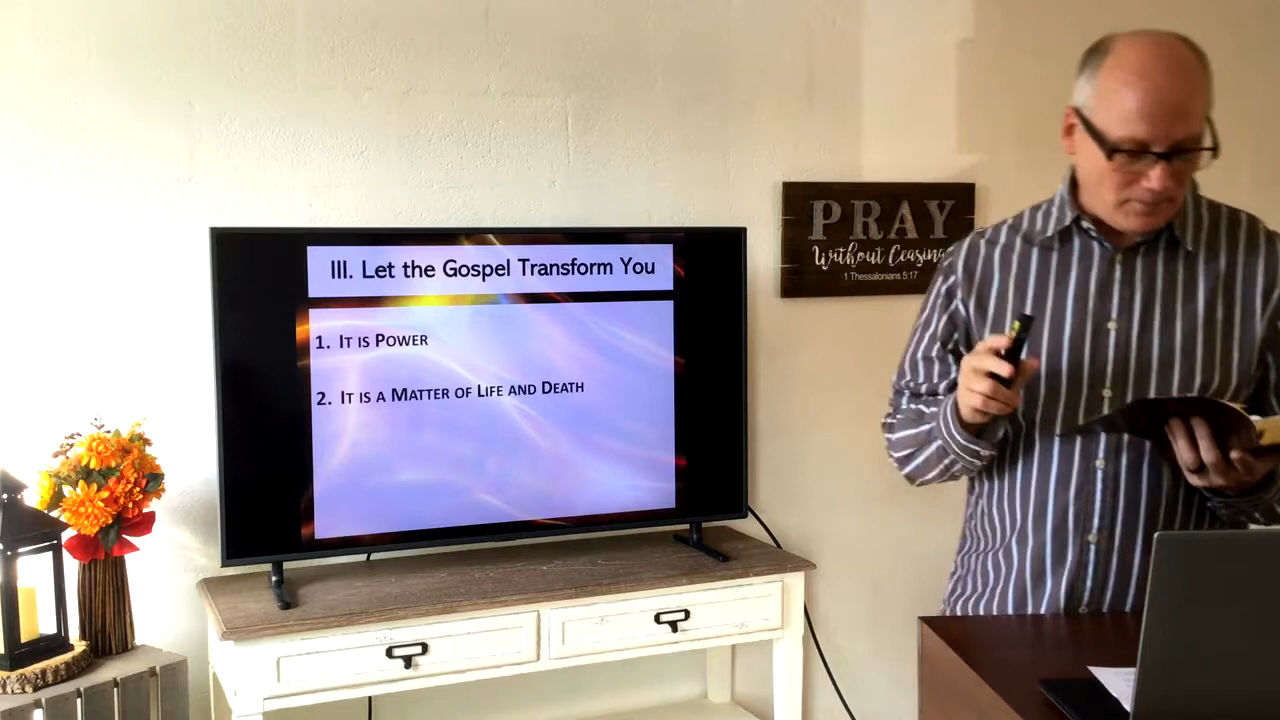 III. Let the Gospel Transform You
1. IT IS POWER
2. IT IS A MATTER OF LIFE AND DEATH
PRAY
Without Ceasing
1 Thessalonians 5:17